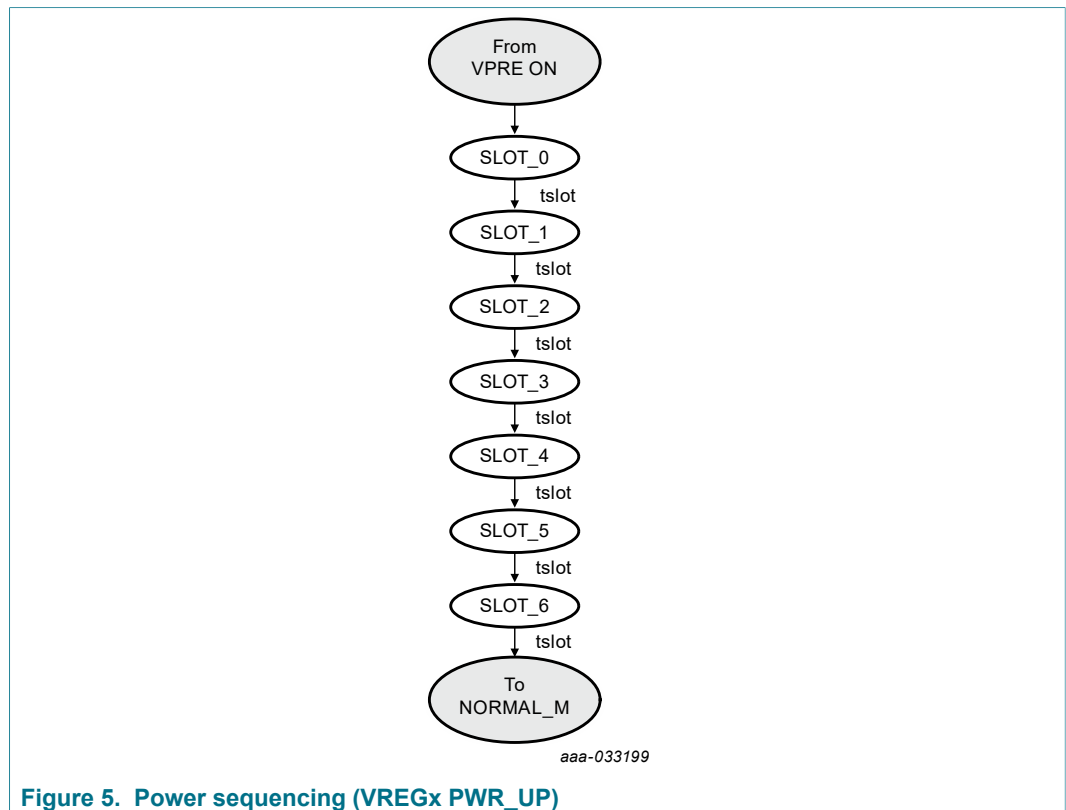 From
VPRE ON
SLOT_0
tslot
SLOT_1
tslot
SLOT_2
tslot
SLOT_3
tslot
SLOT_4
tslot
SLOT_5
tslot
SLOT_6
tslot
To
NORMAL_M
aaa-033199
Figure 5. Power sequencing (VREGx PWR_UP)